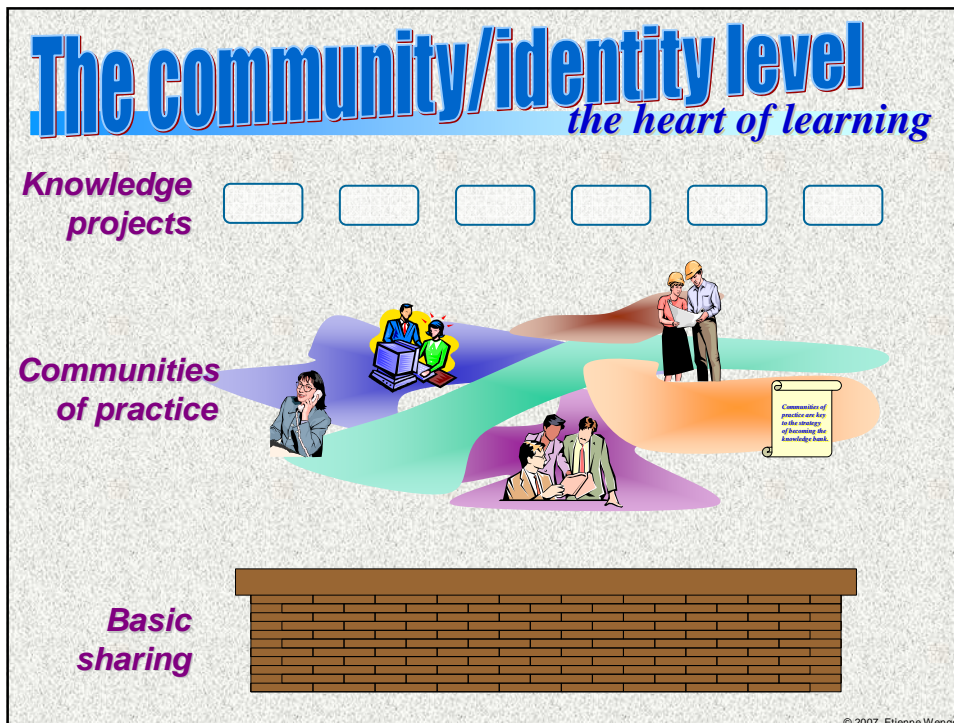 The community/identity level
the heart of learning
Knowledge
projects
Communities
of practice
Communities of
practice are key
to the strategy
of becoming the
knowledge bank.
Basic
sharing
© 2007 Etienne